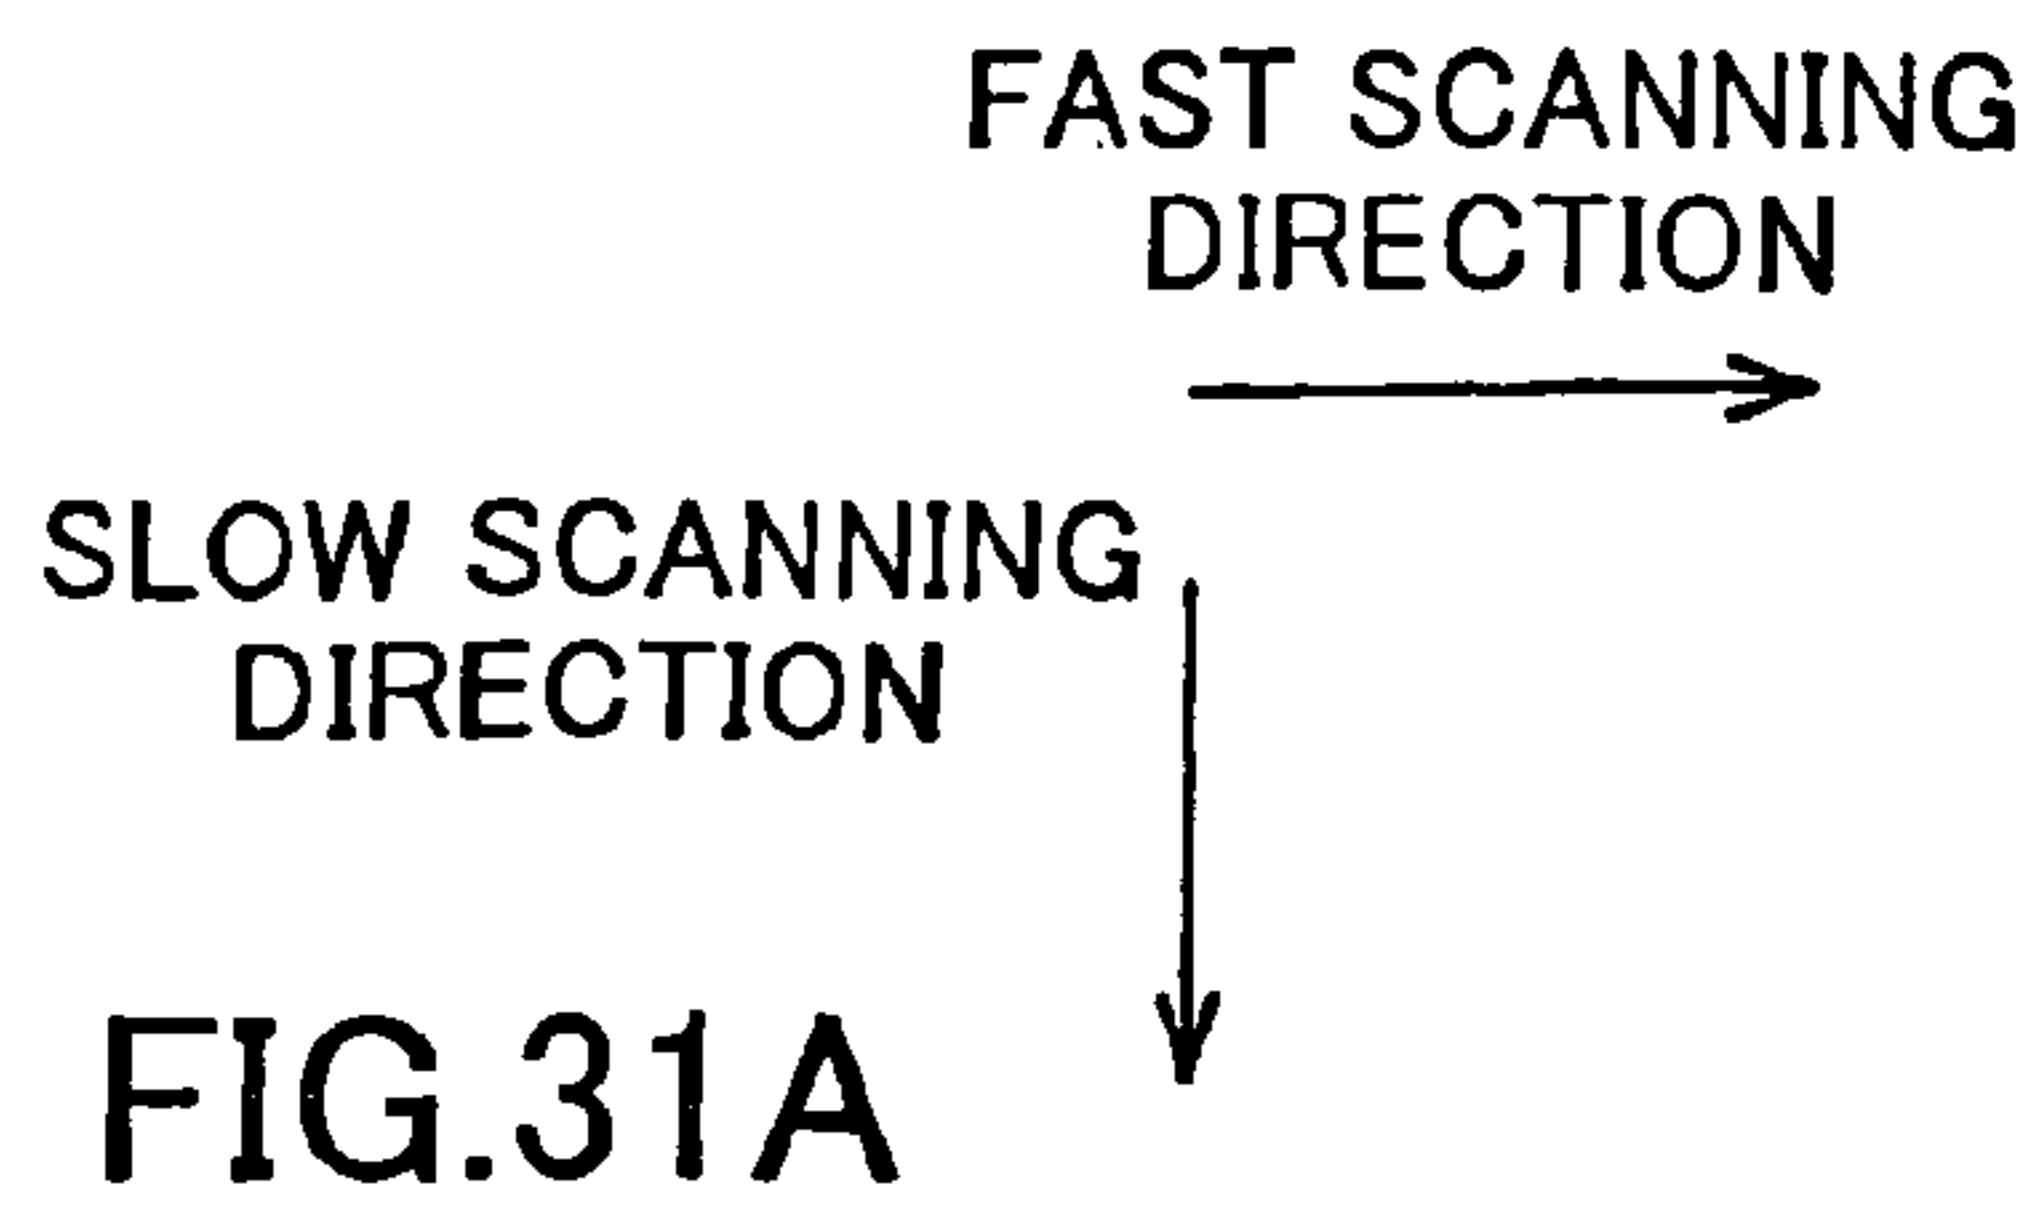 FAST SCANNING
DIRECTION
SLOW SCANNING
DIRECTION
FIG.31A